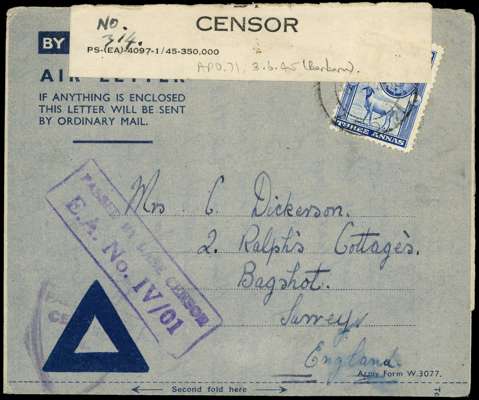 CENSOR
No.
314.
PS-(EA)-4097-1/45-350,000
APO.71, 3.3.45 (Berbera).
BY
AIR LETTER
IF ANYTHING IS ENCLOSED
THIS LETTER WILL BE SENT
BY ORDINARY MAIL.
THREE ANNAS
PASSED BY BASE CENSOR
E.A. No. IV/01
Mrs C. Dickerson.
2. Ralph's Cottages.
Bagshot.
Surrey
England.
Army Form W.3077.
Second fold here
To